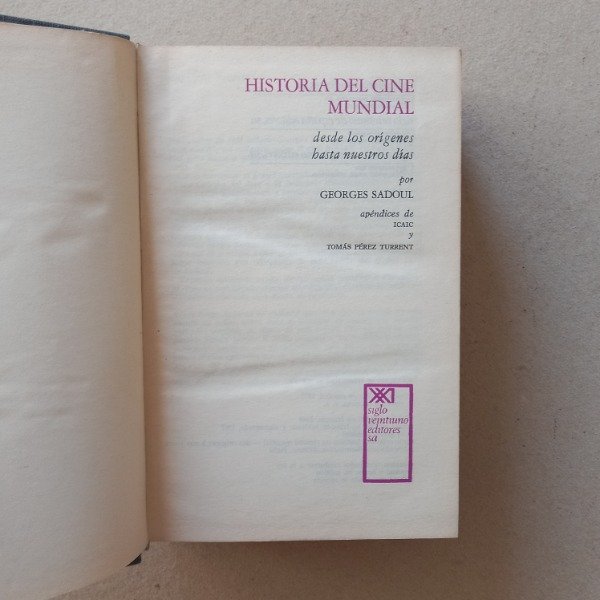 HISTORIA DEL CINE
MUNDIAL
desde los orígenes
hasta nuestros días
por
GEORGES SADOUL
apéndices de
ICAIC
y
TOMÁS PÉREZ TURRENT
XXI
siglo
veintiuno
editores
sa